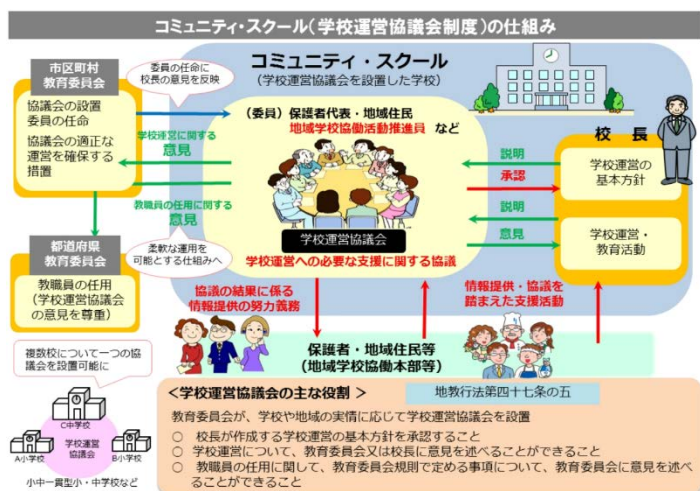 コミュニティ・スクール(学校運営協議会制度)の仕組み
市区町村
教育委員会
協議会の設置
委員の任命
協議会の適正な
運営を確保する
措置
委員の任命に
校長の意見を反映
コミュニティ・スクール
(学校運営協議会を設置した学校)
(委員)保護者代表・地域住民
地域学校協働活動推進員 など
学校運営に関する
意見
教職員の任用に関する
意見
学校運営協議会
学校運営への必要な支援に関する協議
校 長
説明
承認
学校運営の
基本方針
説明
意見
学校運営・
教育活動
都道府県
教育委員会
教職員の任用
(学校運営協議会
の意見を尊重)
柔軟な運用を
可能とする仕組みへ
協議の結果に係る
情報提供の努力義務
情報提供・協議を
踏まえた支援活動
保護者・地域住民等
(地域学校協働本部等)
複数校について一つの協
議会を設置可能に
C中学校
学校運営
協議会
A小学校
B小学校
小中一貫型小・中学校など
<学校運営協議会の主な役割 >
地教行法第四十七条の五
教育委員会が、学校や地域の実情に応じて学校運営協議会を設置
○ 校長が作成する学校運営の基本方針を承認すること
○ 学校運営について、教育委員会又は校長に意見を述べることができること
○ 教職員の任用に関して、教育委員会規則で定める事項について、教育委員会に意見を述べ
ることができること